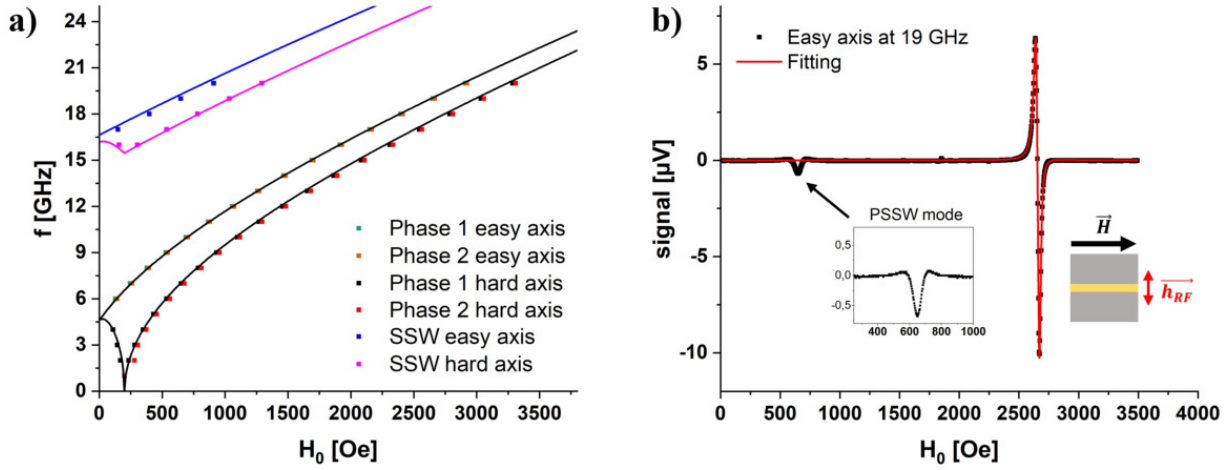 a)
24
21
18
15
12
9
6
3
0
f [GHz]
Phase 1 easy axis
Phase 2 easy axis
Phase 1 hard axis
Phase 2 hard axis
SSW easy axis
SSW hard axis
0 500 1000 1500 2000 2500 3000 3500
H0 [Oe]
b)
5
0
-5
-10
signal [µV]
Easy axis at 19 GHz
Fitting
PSSW mode
0,5
0,0
-0,5
400 600 800 1000
H
hRF
0 500 1000 1500 2000 2500 3000 3500 4000
H0 [Oe]